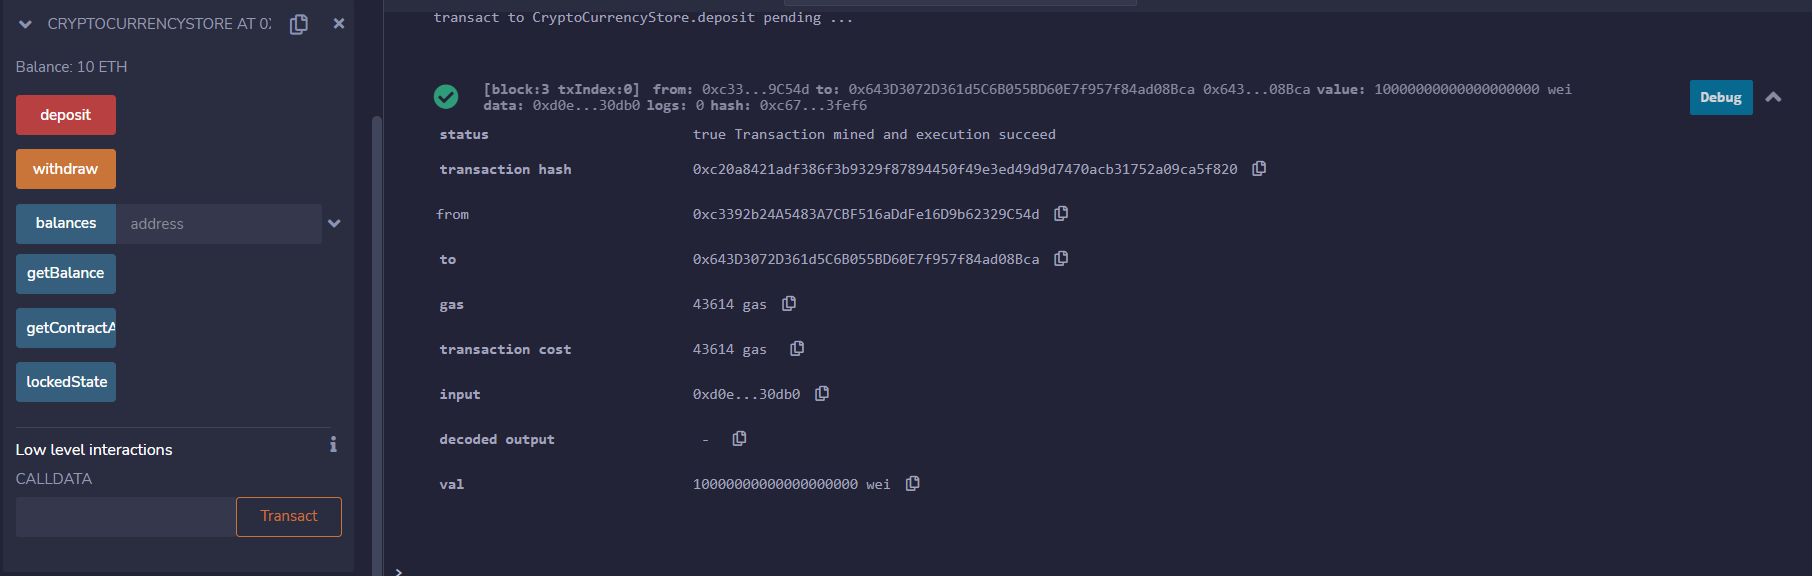 CRYPTOCURRENCYSTORE AT 0X
Balance: 10 ETH
deposit
withdraw
balances
address
getBalance
getContractA
lockedState
Low level interactions
CALLDATA
Transact
transact to CryptoCurrencyStore.deposit pending ...
[block:3 txIndex:0] from: 0xc33...9C54d to: 0x643D3072D361d5C6B055BD60E7f957f84ad08Bca 0x643...08Bca value: 10000000000000000000 wei
data: 0xd0e...30db0 logs: 0 hash: 0xc67...3fef6
Debug
status true Transaction mined and execution succeed
transaction hash 0xc20a8421adf386f3b9329f87894450f49e3ed49d9d7470acb31752a09ca5f820
from 0xc3392b24A5483A7CBF516aDdFe16D9b62329C54d
to 0x643D3072D361d5C6B055BD60E7f957f84ad08Bca
gas 43614 gas
transaction cost 43614 gas
input 0xd0e...30db0
decoded output -
val 10000000000000000000 wei
>